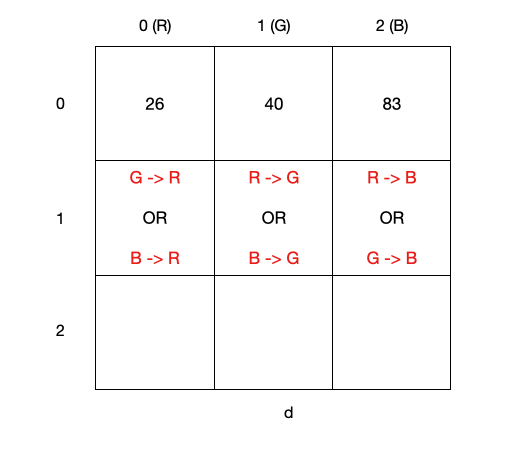 0 (R) 1 (G) 2 (B)
0 26 40 83
G -> R R -> G R -> B
1 OR OR OR
B -> R B -> G G -> B
2
d